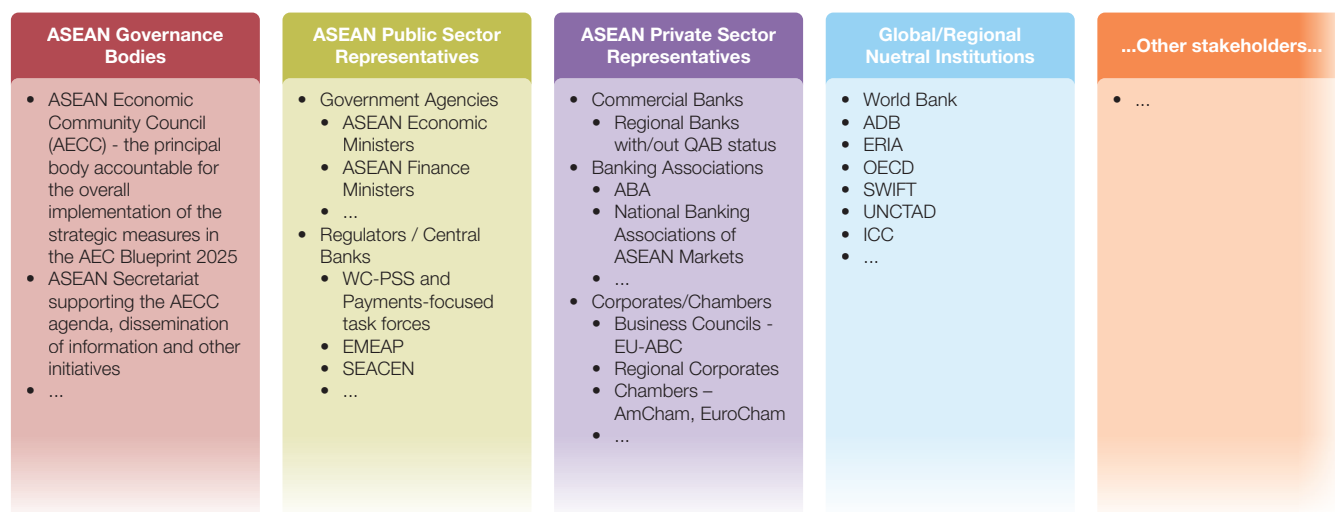 ASEAN Governance
Bodies
• ASEAN Economic
Community Council
(AECC) - the principal
body accountable for
the overall
implementation of the
strategic measures in
the AEC Blueprint 2025
• ASEAN Secretariat
supporting the AECC
agenda, dissemination
of information and other
initiatives
• ...
ASEAN Public Sector
Representatives
• Government Agencies
• ASEAN Economic
Ministers
• ASEAN Finance
Ministers
• ...
• Regulators / Central
Banks
• WC-PSS and
Payments-focused
task forces
• EMEAP
• SEACEN
• ...
ASEAN Private Sector
Representatives
• Commercial Banks
• Regional Banks
with/out QAB status
• Banking Associations
• ABA
• National Banking
Associations of
ASEAN Markets
• ...
• Corporates/Chambers
• Business Councils -
EU-ABC
• Regional Corporates
• Chambers –
AmCham, EuroCham
• ...
Global/Regional
Nuetral Institutions
• World Bank
• ADB
• ERIA
• OECD
• SWIFT
• UNCTAD
• ICC
• ...
...Other stakeholders...
• ...